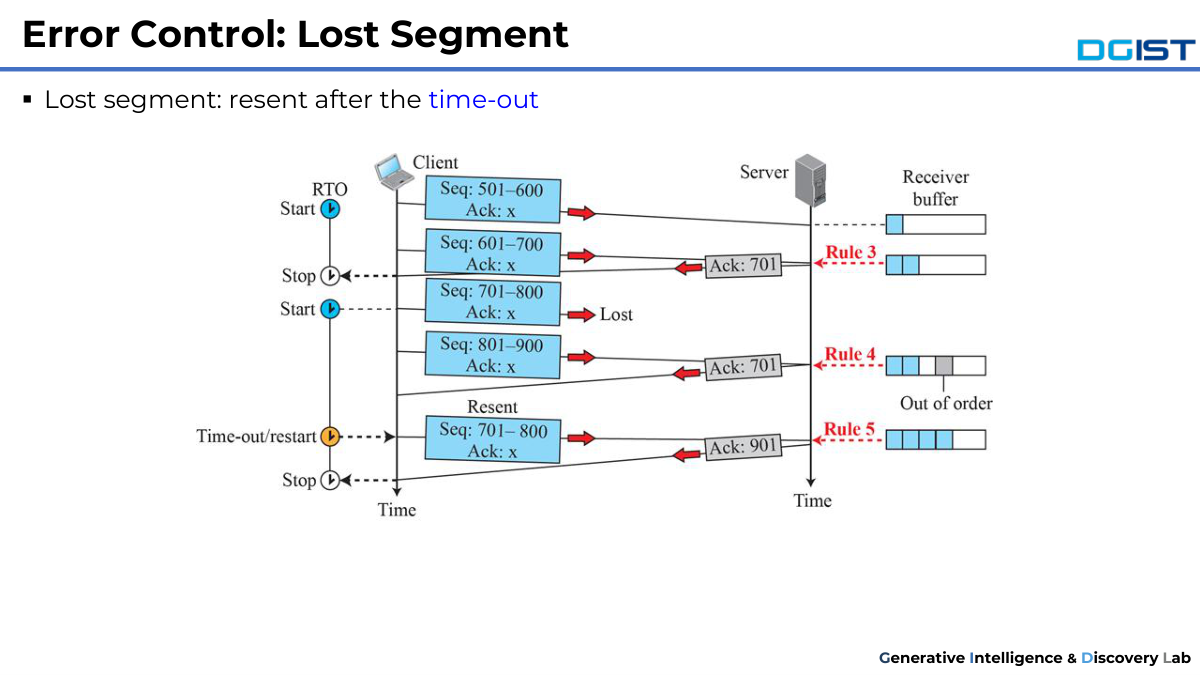 Error Control: Lost Segment
DGIST
▪ Lost segment: resent after the time-out
Client
Server
Receiver
buffer
RTO
Start
Seq: 501–600
Ack: x
Seq: 601–700
Ack: x
Ack: 701
Rule 3
Stop
Start
Seq: 701–800
Ack: x
Lost
Seq: 801–900
Ack: x
Ack: 701
Rule 4
Out of order
Resent
Time-out/restart
Seq: 701– 800
Ack: x
Ack: 901
Rule 5
Stop
Time
Time
Generative Intelligence & Discovery Lab